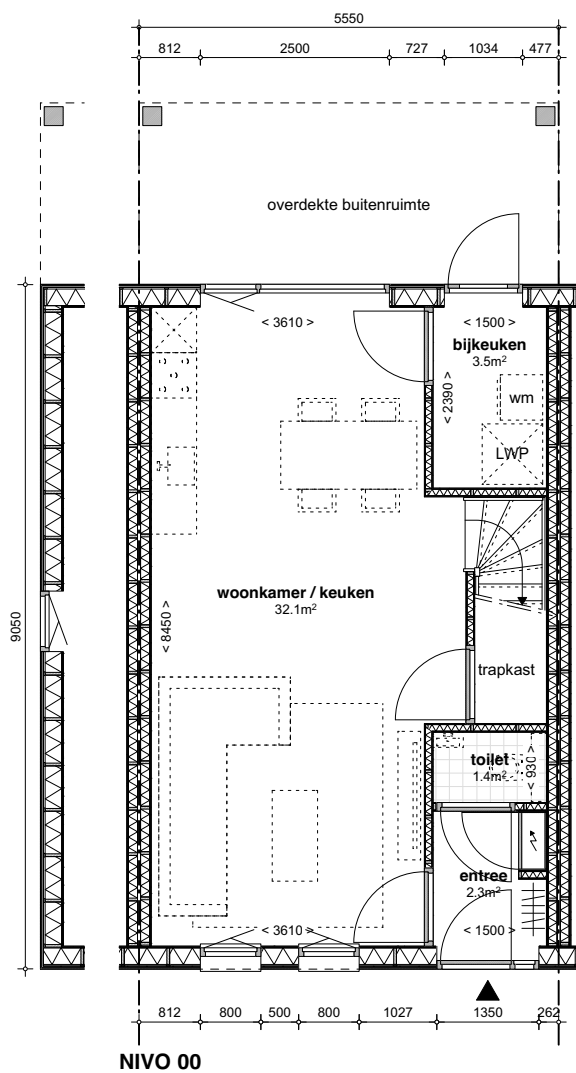 5550
812 2500 727 1034 477
overdekte buitenruimte
< 3610 > < 1500 >
bijkeuken
3.5m²
< 2390 >
wm
LWP
woonkamer / keuken
32.1m²
< 8450 >
9050
trapkast
toilet
1.4m²
< 930 >
entree
2.3m²
< 3610 > < 1500 >
812 800 500 800 1027 1350 262
NIVO 00